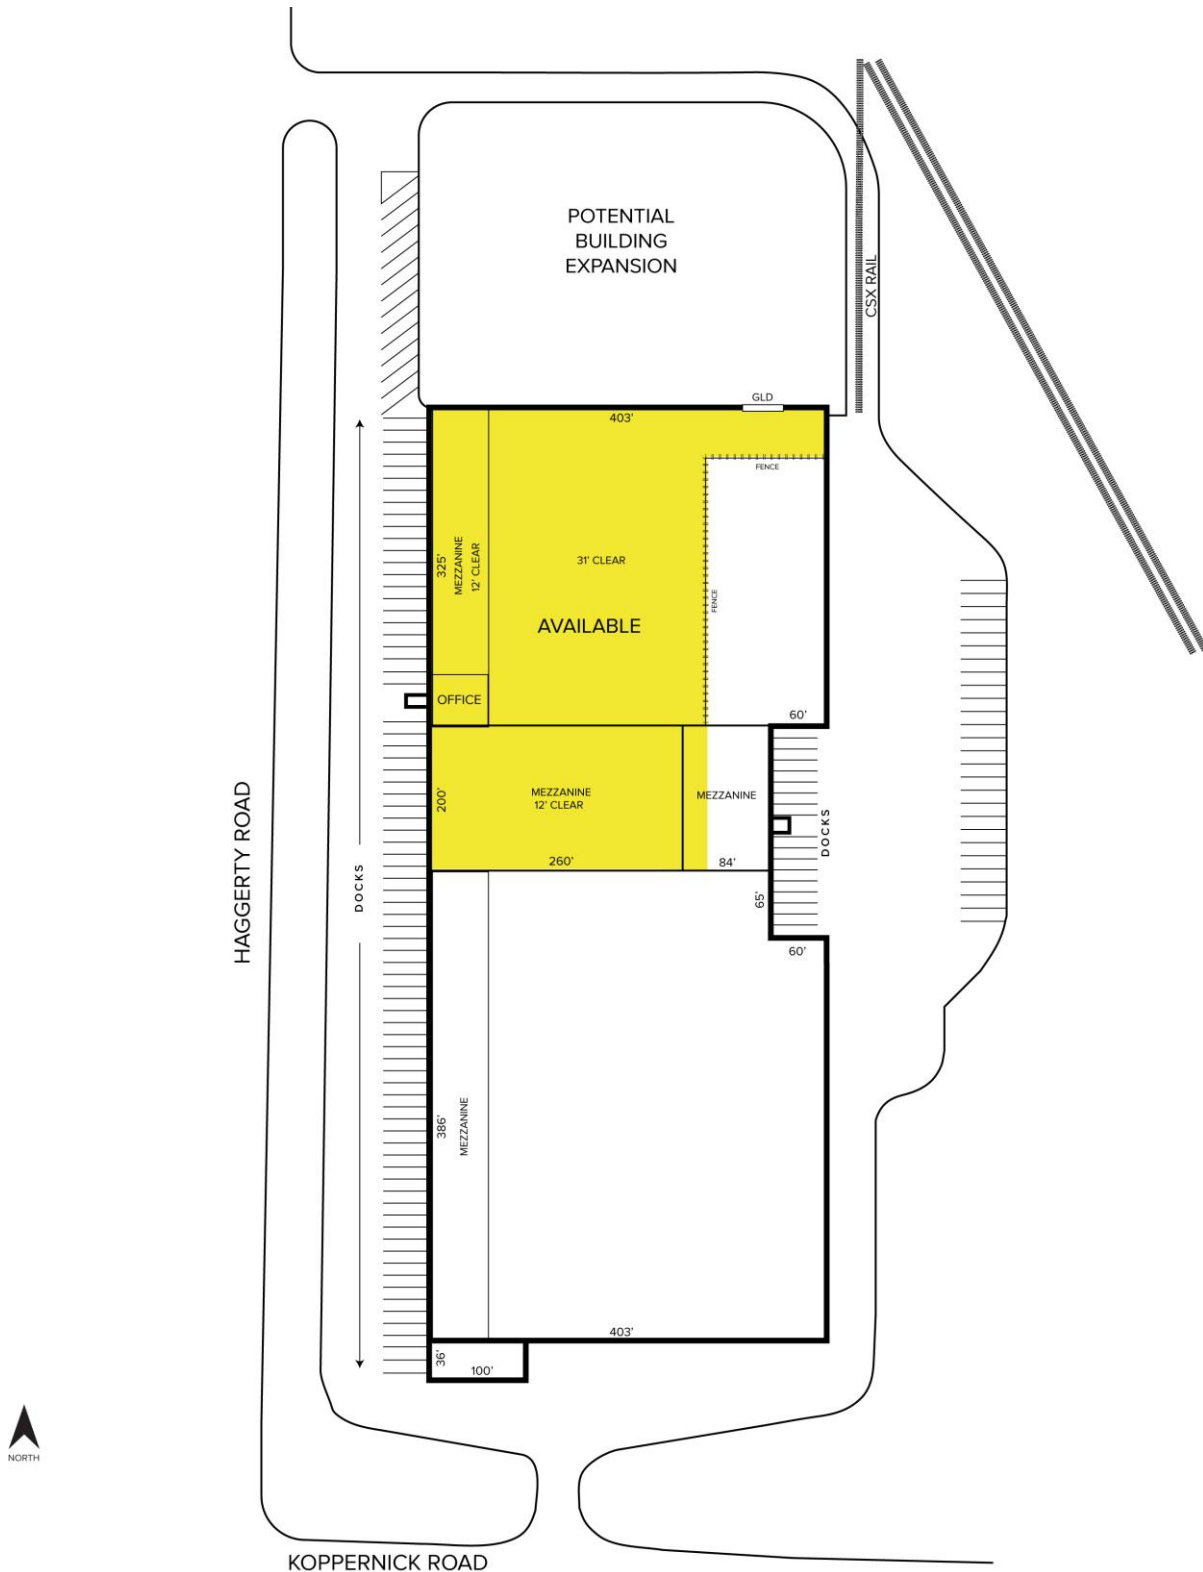 POTENTIAL
BUILDING
EXPANSION
CSX RAIL
GLD
403'
FENCE
325'
MEZZANINE
12' CLEAR
31' CLEAR
FENCE
AVAILABLE
OFFICE
60'
200'
MEZZANINE
12' CLEAR
MEZZANINE
260'
84'
DOCKS
HAGGERTY ROAD
DOCKS
65'
60'
386'
MEZZANINE
403'
36'
100'
NORTH
KOPPERNICK ROAD